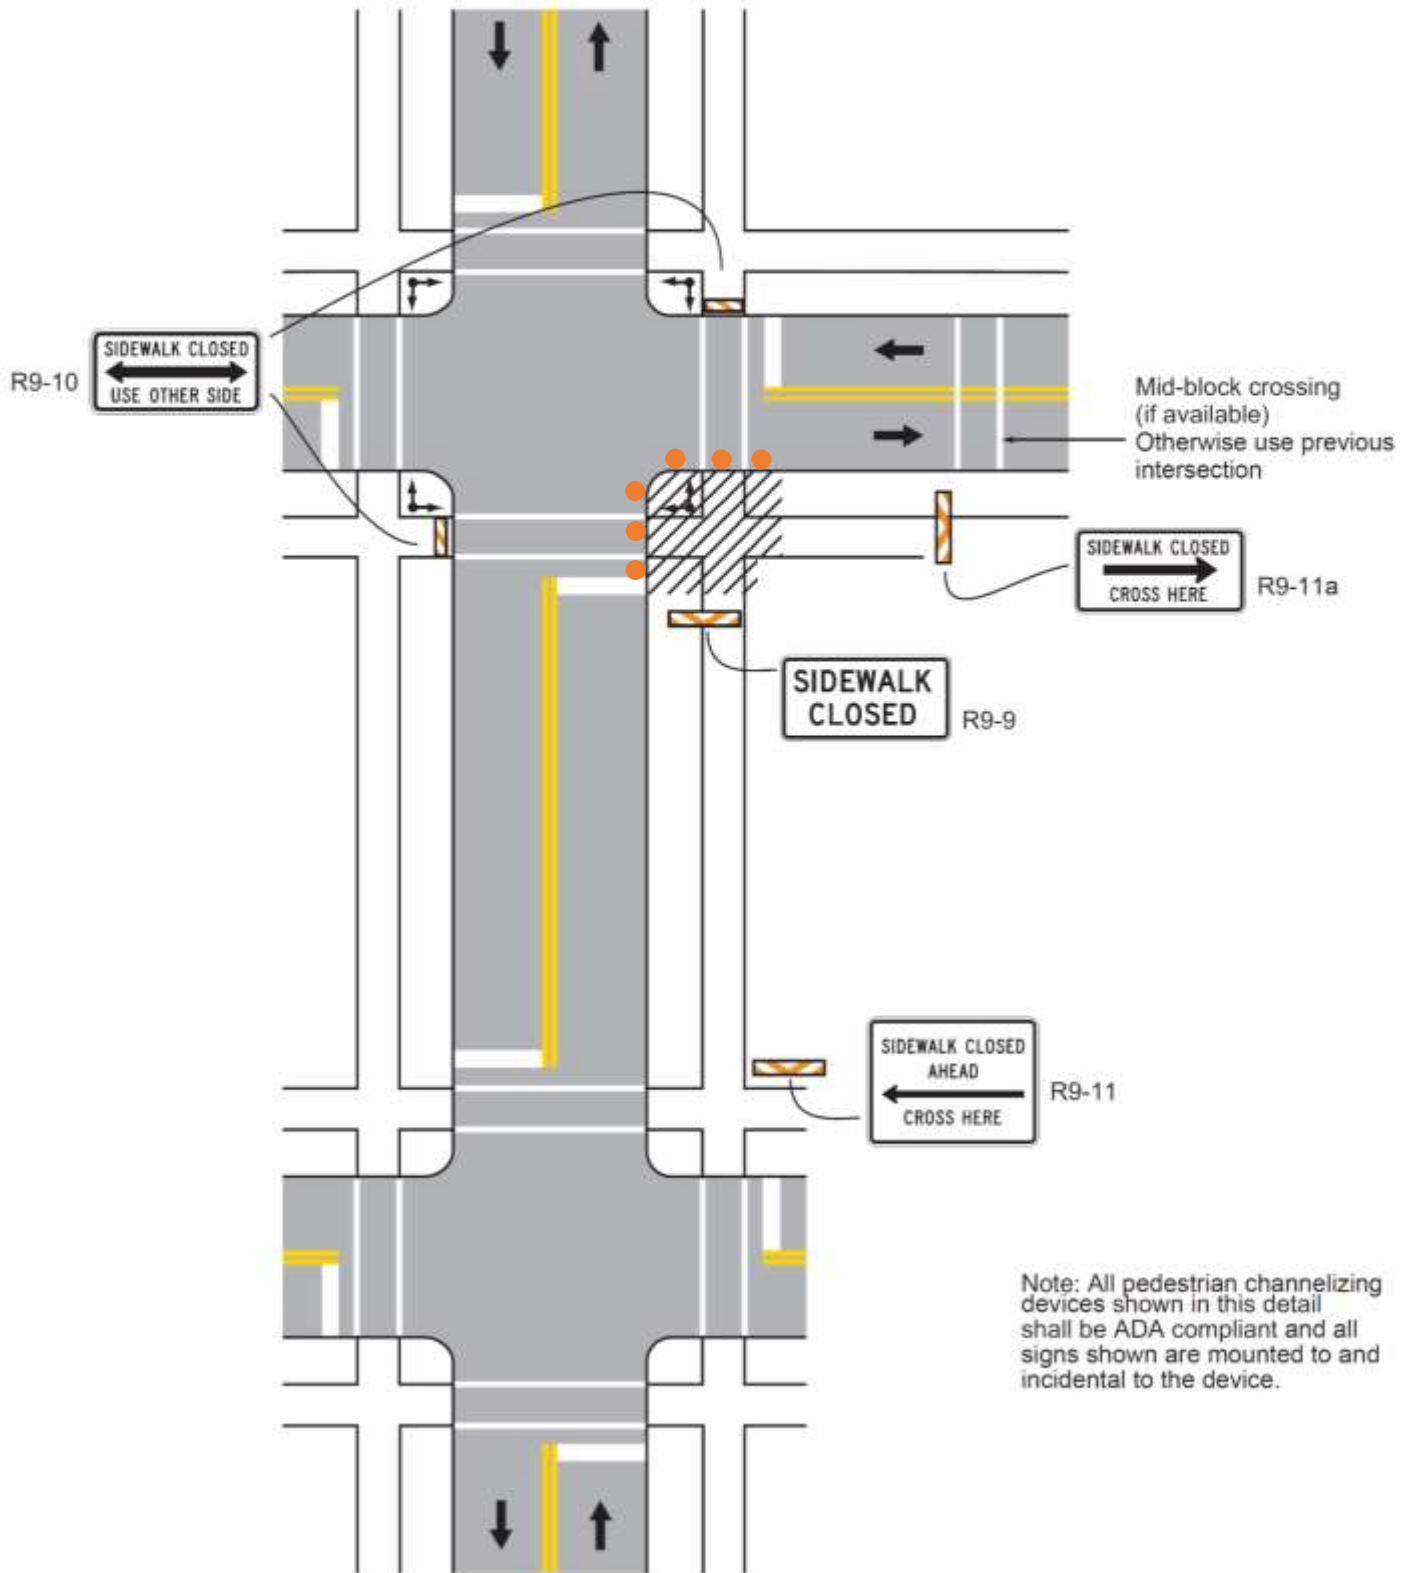 SIDEWALK CLOSED
USE OTHER SIDE
R9-10
Mid-block crossing
(if available)
Otherwise use previous
intersection
SIDEWALK CLOSED
CROSS HERE
R9-11a
SIDEWALK
CLOSED
R9-9
SIDEWALK CLOSED
AHEAD
CROSS HERE
R9-11
Note: All pedestrian channelizing
devices shown in this detail
shall be ADA compliant and all
signs shown are mounted to and
incidental to the device.